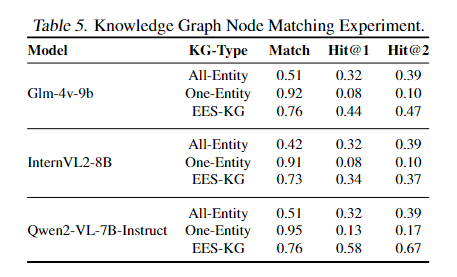 Table 5. Knowledge Graph Node Matching Experiment.
Model KG-Type Match Hit@1 Hit@2
All-Entity 0.51 0.32 0.39
Glm-4v-9b One-Entity 0.92 0.08 0.10
EES-KG 0.76 0.44 0.47
All-Entity 0.42 0.32 0.39
InternVL2-8B One-Entity 0.91 0.08 0.10
EES-KG 0.73 0.34 0.37
All-Entity 0.51 0.32 0.39
Qwen2-VL-7B-Instruct One-Entity 0.95 0.13 0.17
EES-KG 0.76 0.58 0.67